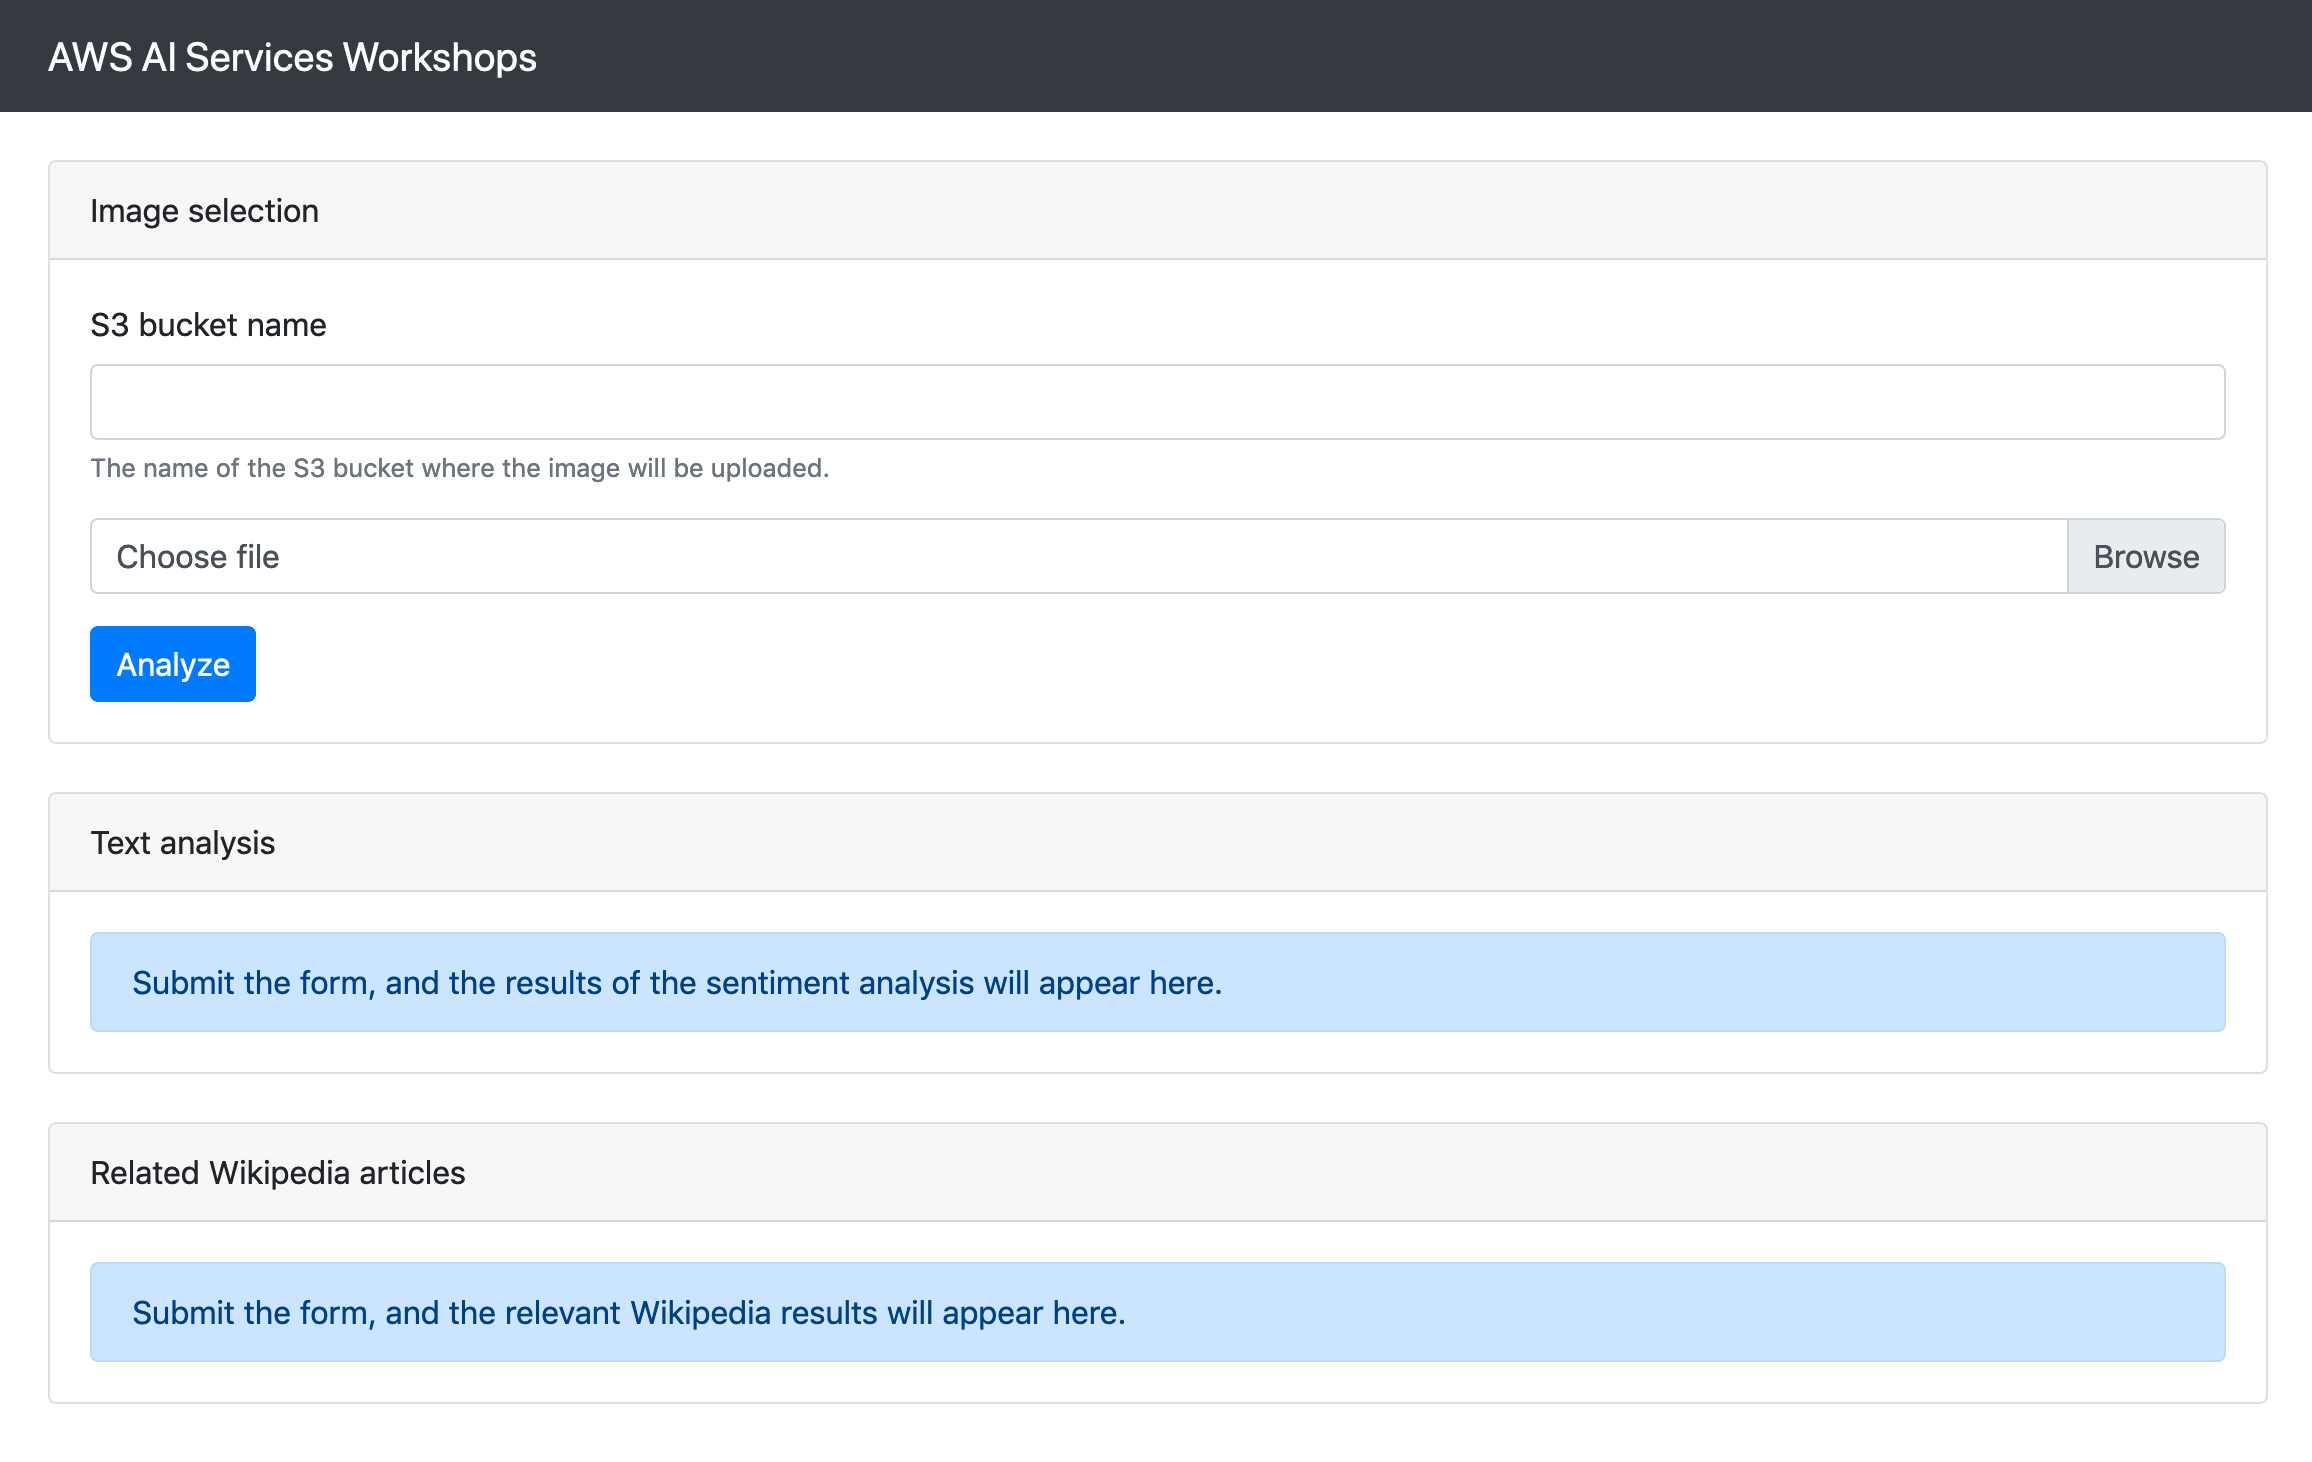 AWS AI Services Workshops
Image selection
S3 bucket name
The name of the S3 bucket where the image will be uploaded.
Choose file
Browse
Analyze
Text analysis
Submit the form, and the results of the sentiment analysis will appear here.
Related Wikipedia articles
Submit the form, and the relevant Wikipedia results will appear here.